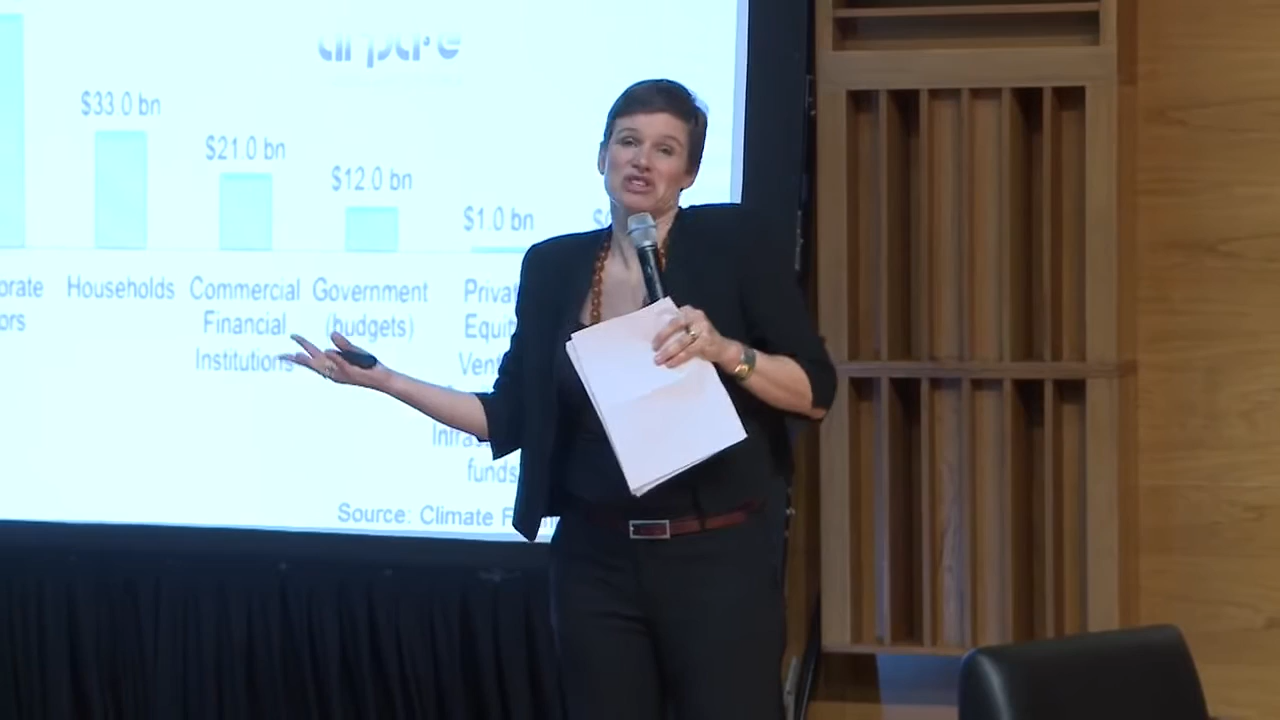 $33.0 bn
$21.0 bn
$12.0 bn
$1.0 bn
Households
Commercial
Financial
Institutions
Government
(budgets)
funds
Source: Climate